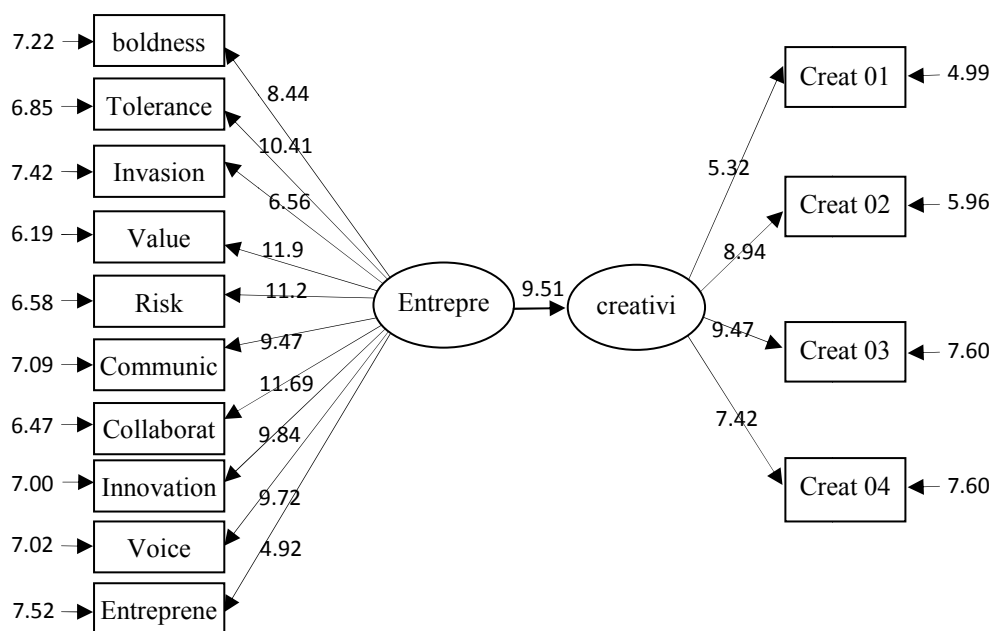 7.22
boldness
8.44
6.85
Tolerance
10.41
7.42
Invasion
6.56
6.19
Value
11.9
6.58
Risk
11.2
7.09
Communic
9.47
6.47
Collaborat
11.69
7.00
Innovation
9.84
7.02
Voice
9.72
7.52
Entreprene
4.92
Entrepre
9.51
creativi
5.32
Creat 01
4.99
8.94
Creat 02
5.96
9.47
Creat 03
7.60
7.42
Creat 04
7.60